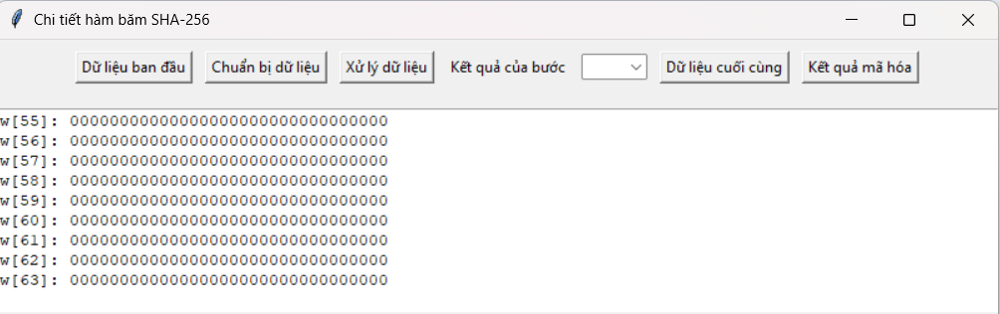 Chi tiết hàm băm SHA-256
Dữ liệu ban đầu Chuẩn bị dữ liệu Xử lý dữ liệu Kết quả của bước Dữ liệu cuối cùng Kết quả mã hóa
w[55]: 00000000000000000000000000000000
w[56]: 00000000000000000000000000000000
w[57]: 00000000000000000000000000000000
w[58]: 00000000000000000000000000000000
w[59]: 00000000000000000000000000000000
w[60]: 00000000000000000000000000000000
w[61]: 00000000000000000000000000000000
w[62]: 00000000000000000000000000000000
w[63]: 00000000000000000000000000000000